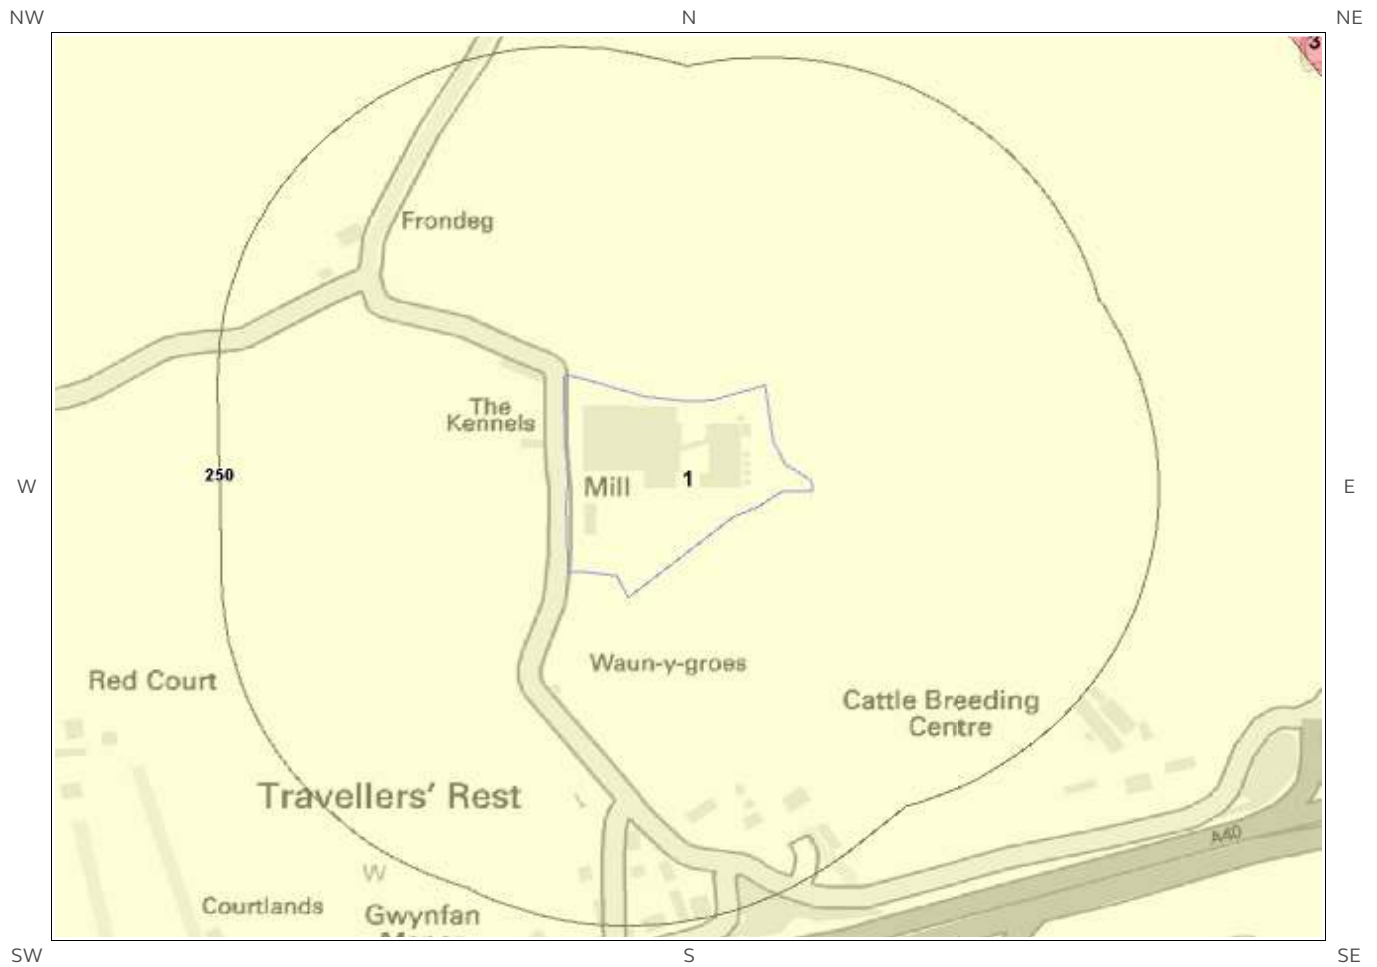 NW N NE
3
Frondeg
The
Kennels
250
W
Mill
1
E
Waun-y-groes
Red Court
Cattle Breeding
Centre
Travellers' Rest
A40
W
Courtlands
Gwynfan
SW S SE